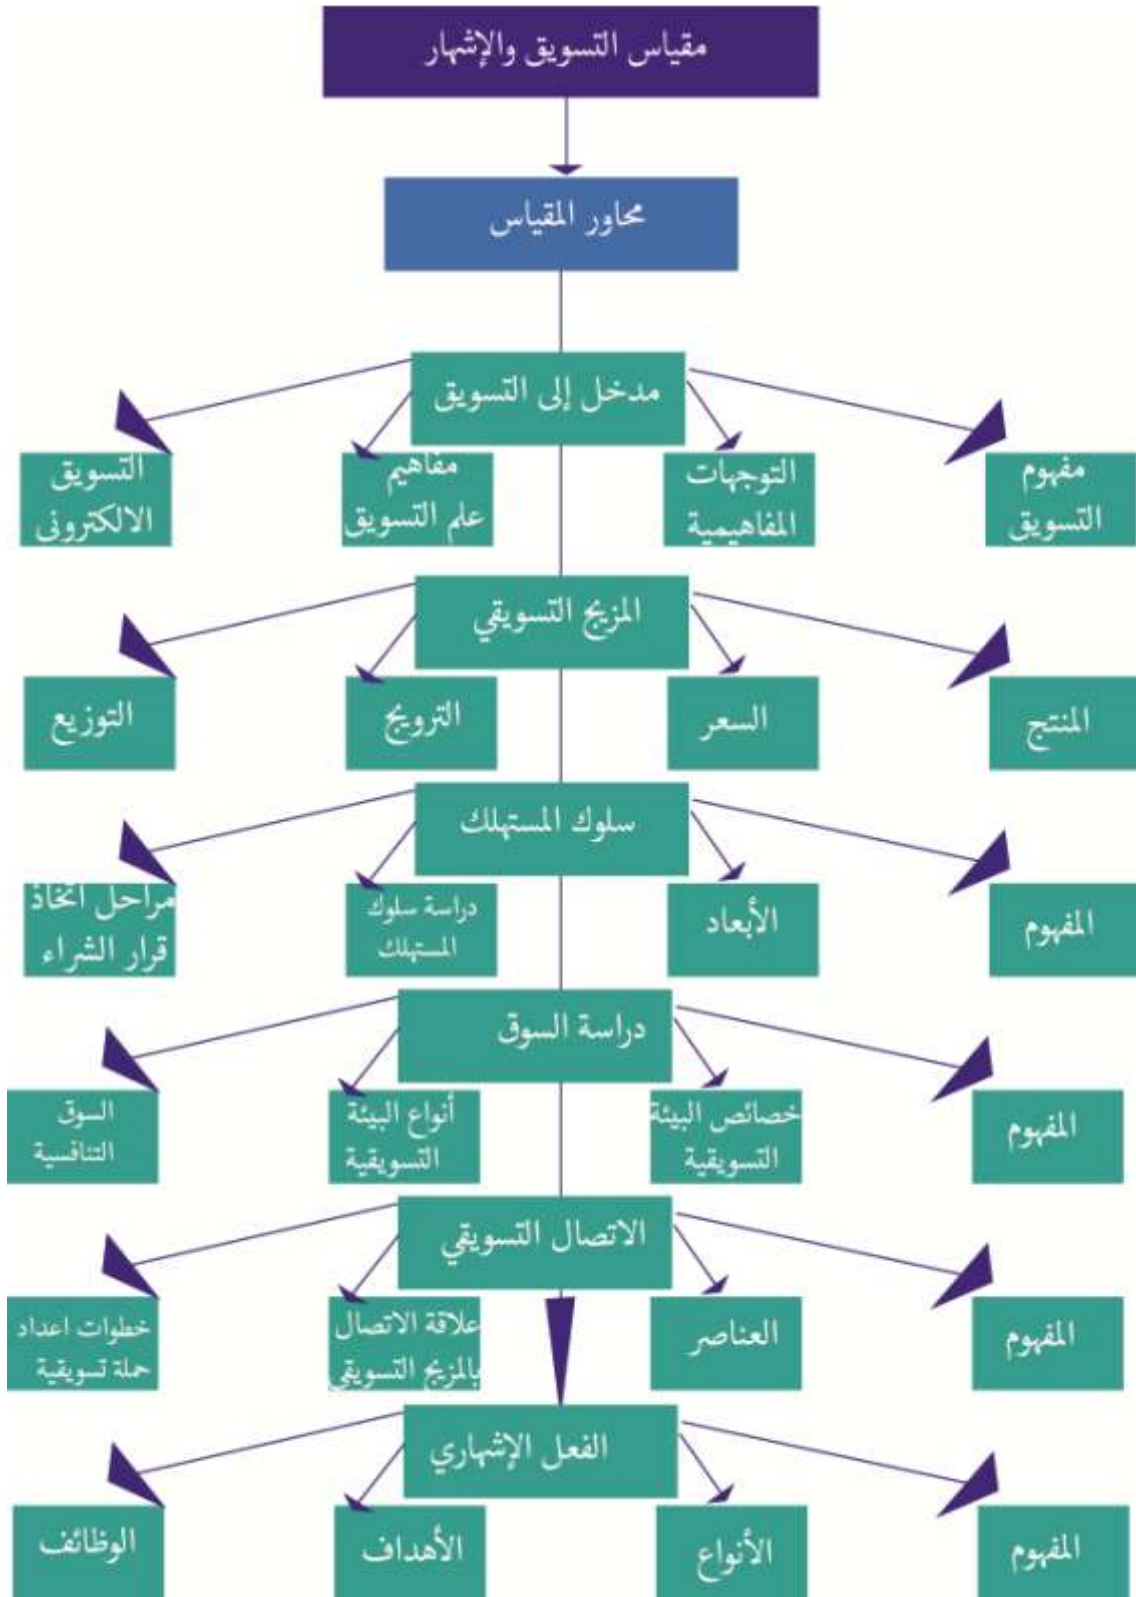 مقياس التسويق والإشهار
محاور المقياس
مدخل إلى التسويق
مفهوم
التسويق
التوجهات
المفاهيمية
مفاهيم
علم التسويق
التسويق
الالكترونى
المزيج التسويقي
المنتج
السعر
الترويج
التوزيع
سلوك المستهلك
المفهوم
الأبعاد
دراسة سلوك
المستهلك
مراحل اتخاذ
قرار الشراء
دراسة السوق
المفهوم
خصائص البيئة
التسويقية
أنواع البيئة
التسويقية
السوق
التنافسية
الاتصال التسويقي
المفهوم
العناصر
علاقة الاتصال
بالمزيج التسويقي
خطوات اعداد
حملة تسويقية
الفعل الإشهاري
المفهوم
الأنواع
الأهداف
الوظائف